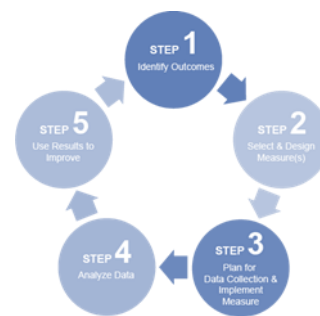 STEP 1
Identify Outcomes
STEP 2
Select & Design
Measure(s)
STEP 3
Plan for
Data Collection &
Implement
Measure
STEP 4
Analyze Data
STEP 5
Use Results to
Improve